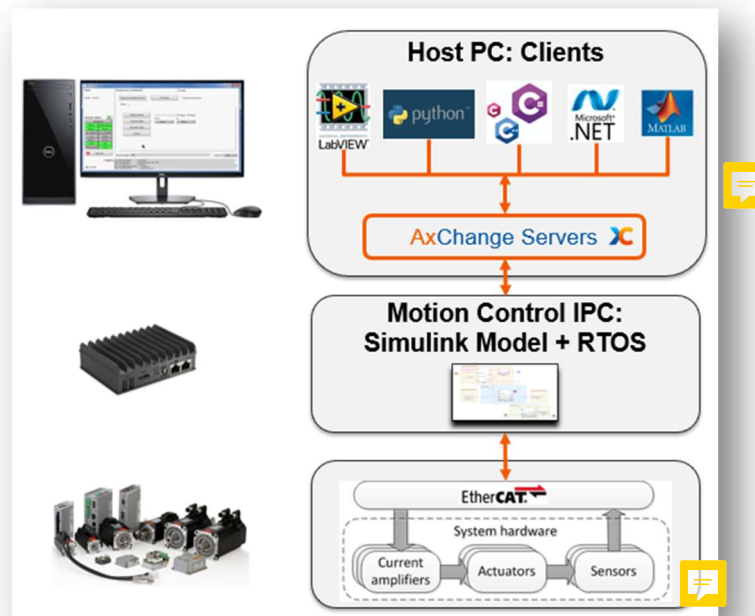 Host PC: Clients
LabVIEW
python
C# C++
Microsoft
.NET
MATLAB
AxChange Servers
Motion Control IPC:
Simulink Model + RTOS
EtherCAT
System hardware
Current
amplifiers
Actuators
Sensors